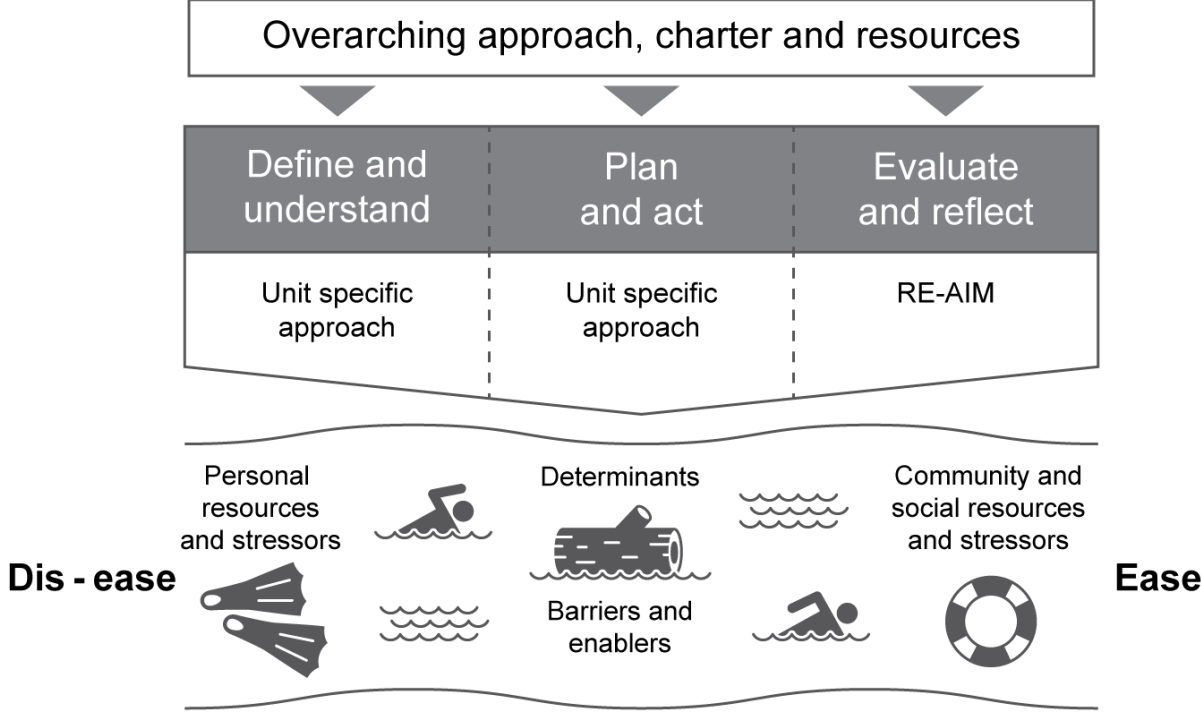 Overarching approach, charter and resources
Define and
understand
Plan
and act
Evaluate
and reflect
Unit specific
approach
Unit specific
approach
RE-AIM
Personal
resources
and stressors
Determinants
Community and
social resources
and stressors
Dis - ease
Ease
Barriers and
enablers